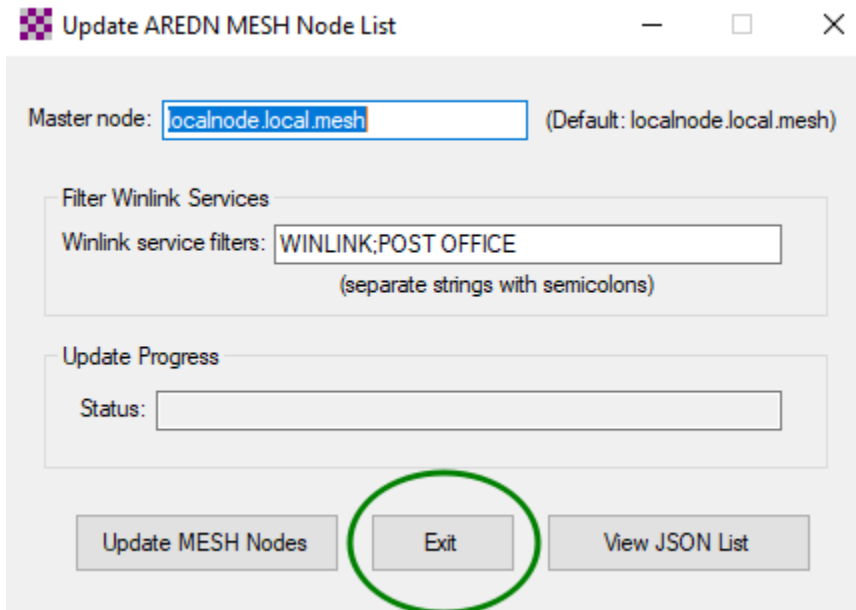 Update AREDN MESH Node List
Master node: localnode.local.mesh (Default: localnode.local.mesh)
Filter Winlink Services
Winlink service filters: WINLINK;POST OFFICE
(separate strings with semicolons)
Update Progress
Status:
Update MESH Nodes Exit View JSON List